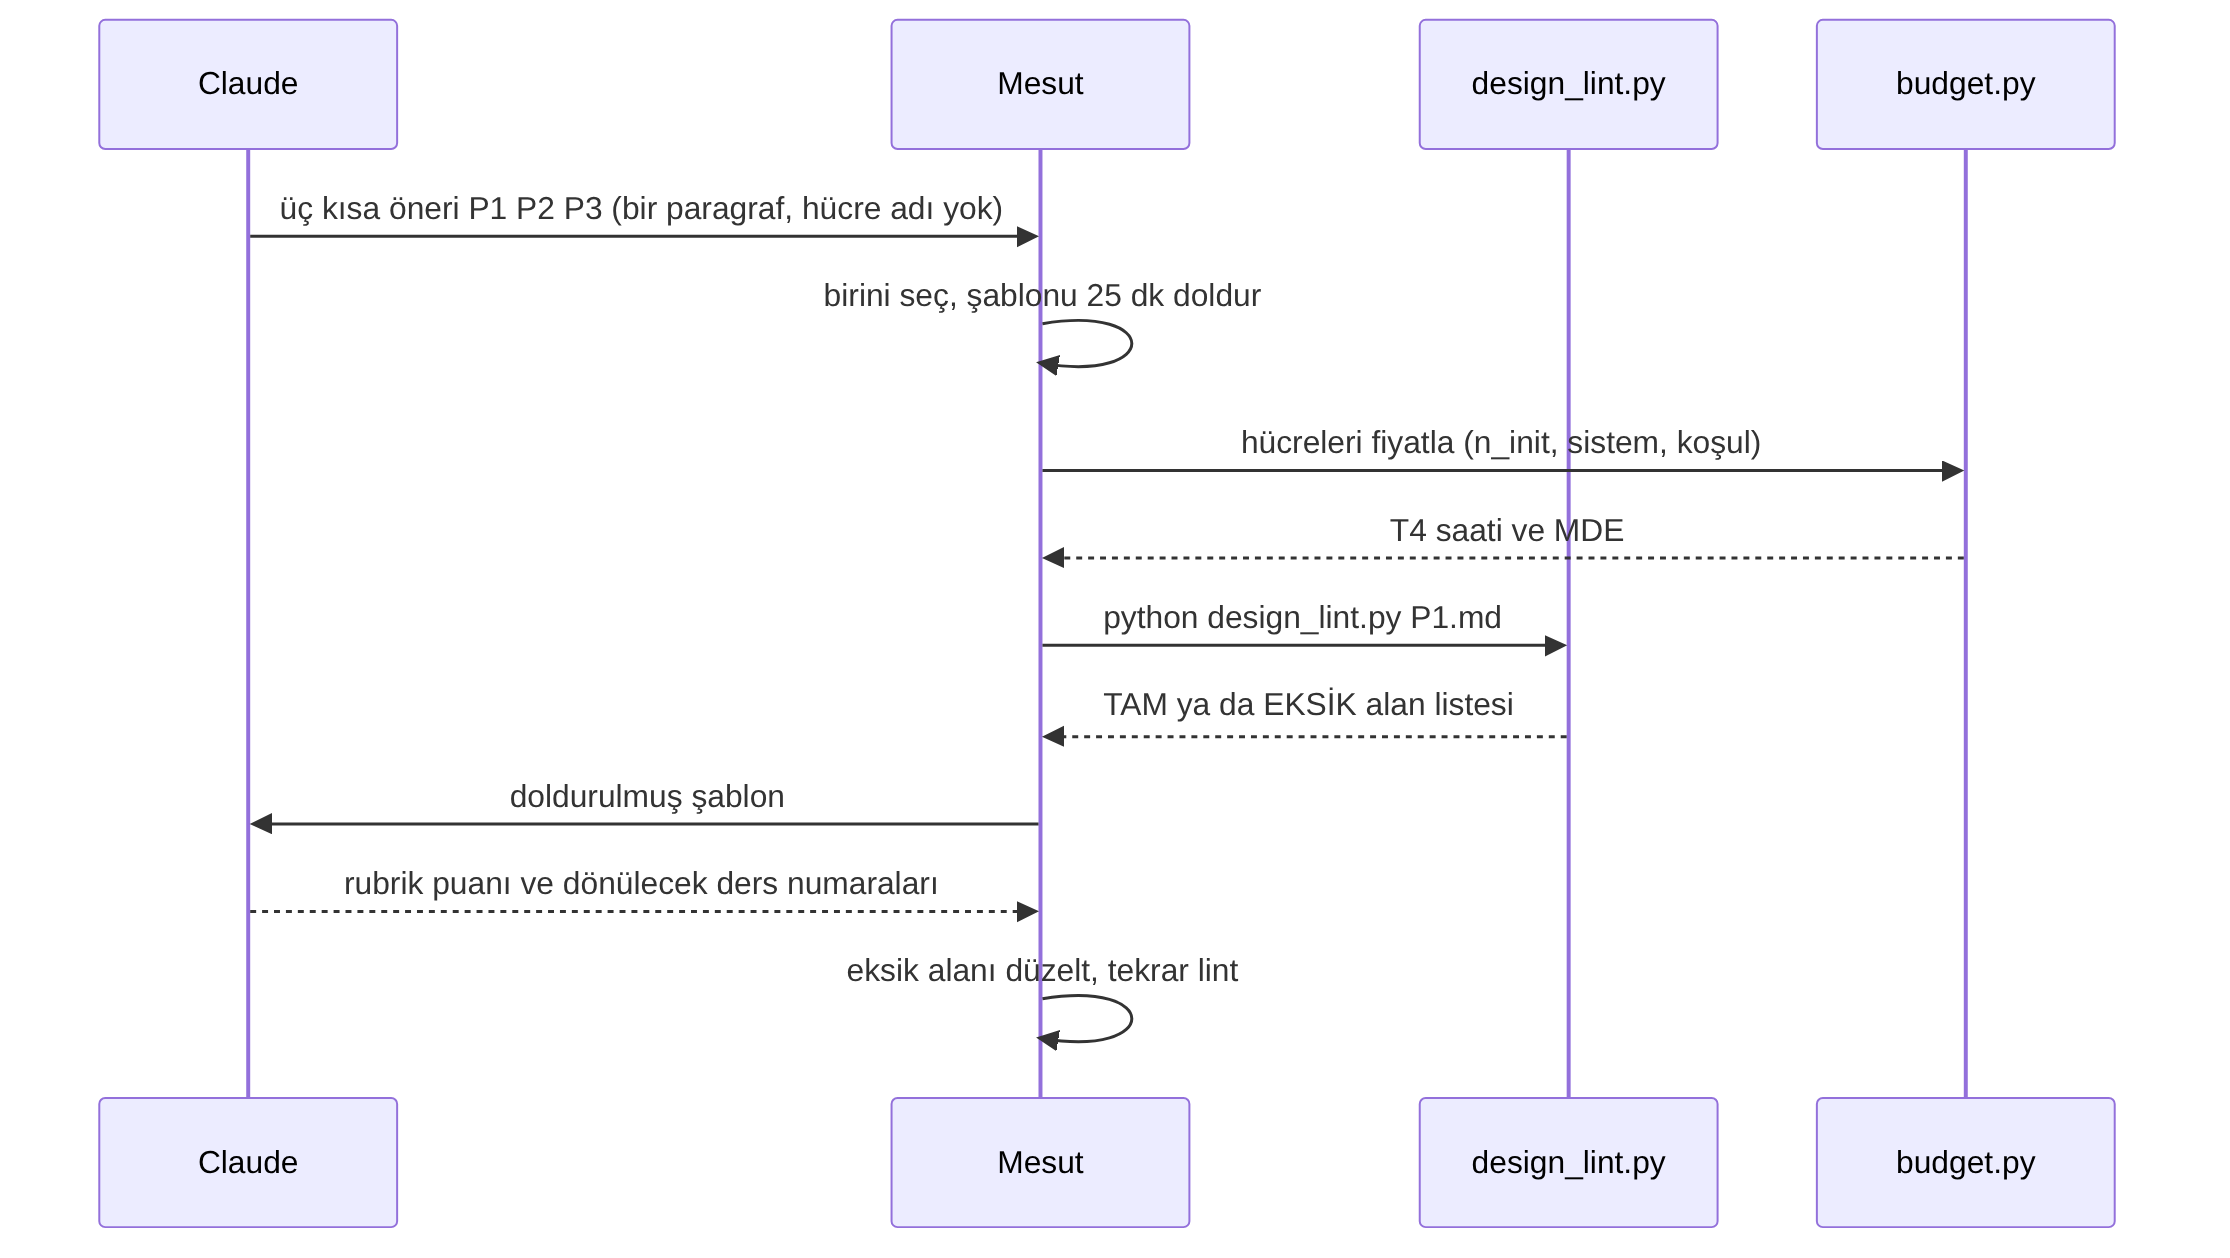 Claude
Mesut
design_lint.py
budget.py
üç kısa öneri P1 P2 P3 (bir paragraf, hücre adı yok)
birini seç, şablonu 25 dk doldur
hücreleri fiyatla (n_init, sistem, koşul)
T4 saati ve MDE
python design_lint.py P1.md
TAM ya da EKSİK alan listesi
doldurulmuş şablon
rubrik puanı ve dönülecek ders numaraları
eksik alanı düzelt, tekrar lint
Claude
Mesut
design_lint.py
budget.py